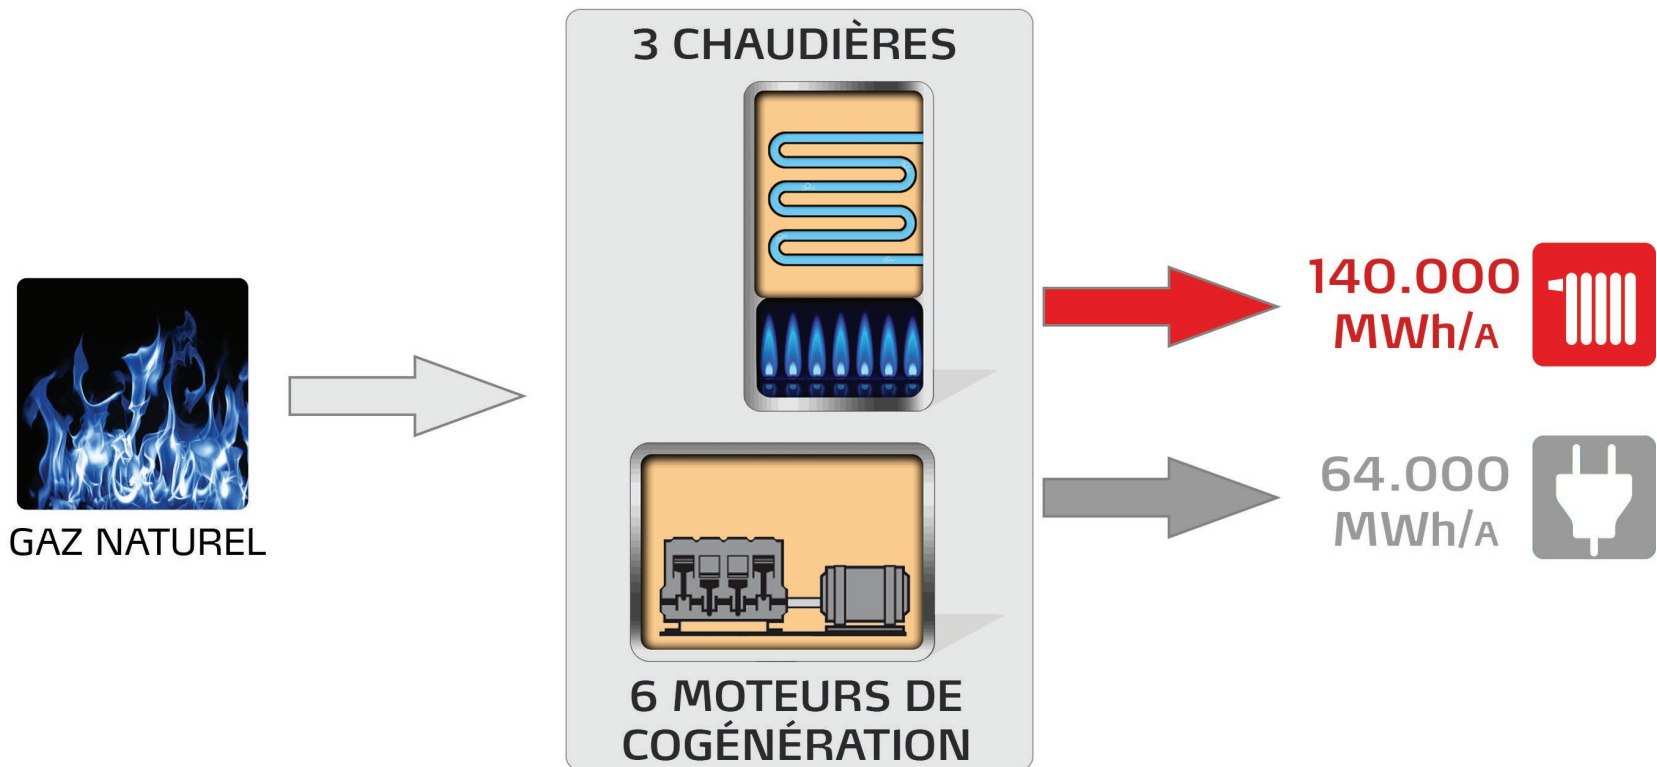 3 CHAUDIÈRES
GAZ NATUREL
140.000
MWh/A
64.000
MWh/A
6 MOTEURS DE
COGÉNÉRATION